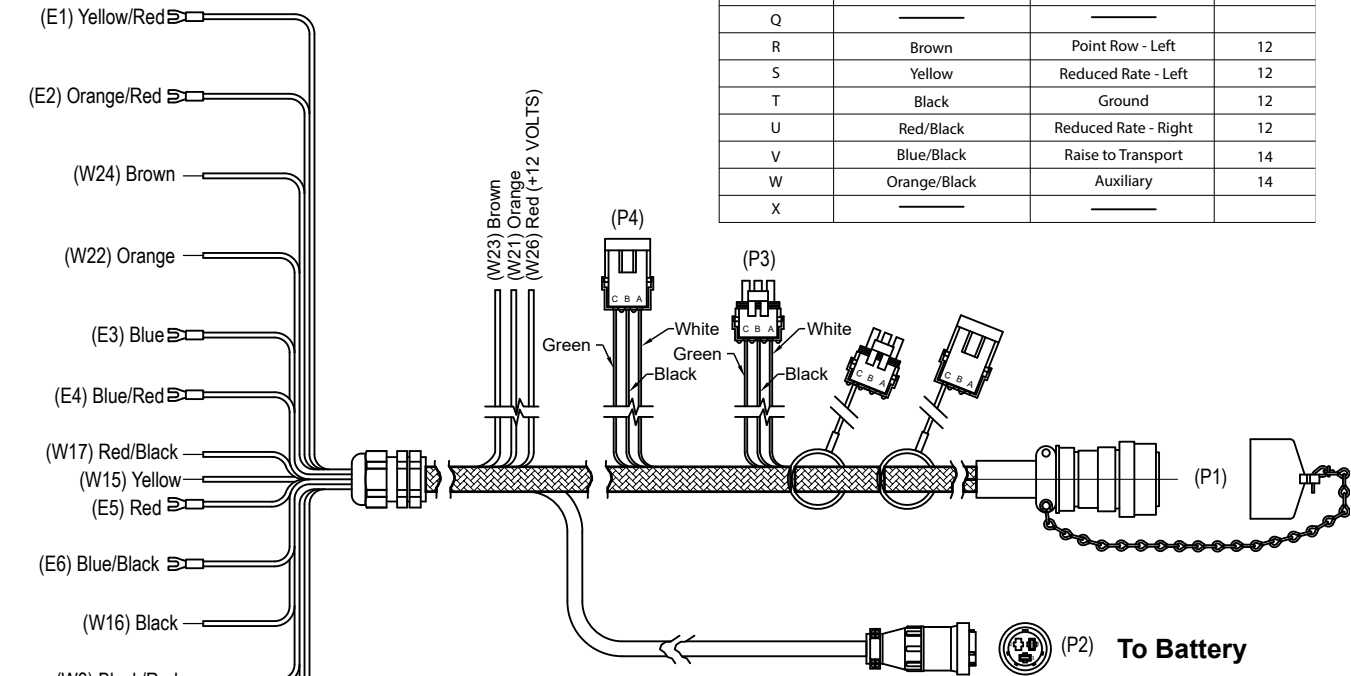 (E1) Yellow/Red
(E2) Orange/Red
(W24) Brown
(W22) Orange
(E3) Blue
(E4) Blue/Red
(W17) Red/Black
(W15) Yellow
(E5) Red
(E6) Blue/Black
(W16) Black
(W23) Brown
(W21) Orange
(W26) Red (+12 VOLTS)
(P4)
C B A
Green
White
Black
(P3)
C B A
Green
White
Black
C B A
C B A
(P1)
(P2) To Battery
Q
R Brown Point Row - Left 12
S Yellow Reduced Rate - Left 12
T Black Ground 12
U Red/Black Reduced Rate - Right 12
V Blue/Black Raise to Transport 14
W Orange/Black Auxiliary 14
X